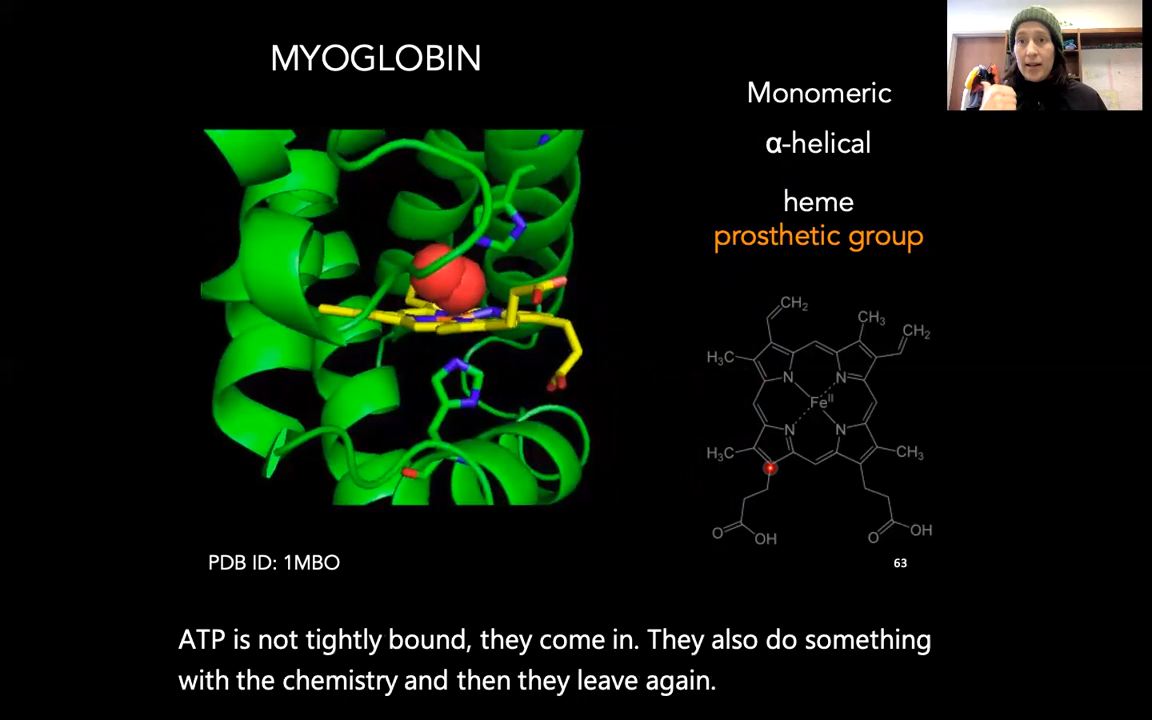 MYOGLOBIN
Monomeric
α-helical
heme
prosthetic group
CH₂
CH₃
CH₂
H₃C
N
N
Feᴵᴵ
N
N
H₃C
CH₃
O
OH
O
OH
PDB ID: 1MBO
63
ATP is not tightly bound, they come in. They also do something
with the chemistry and then they leave again.